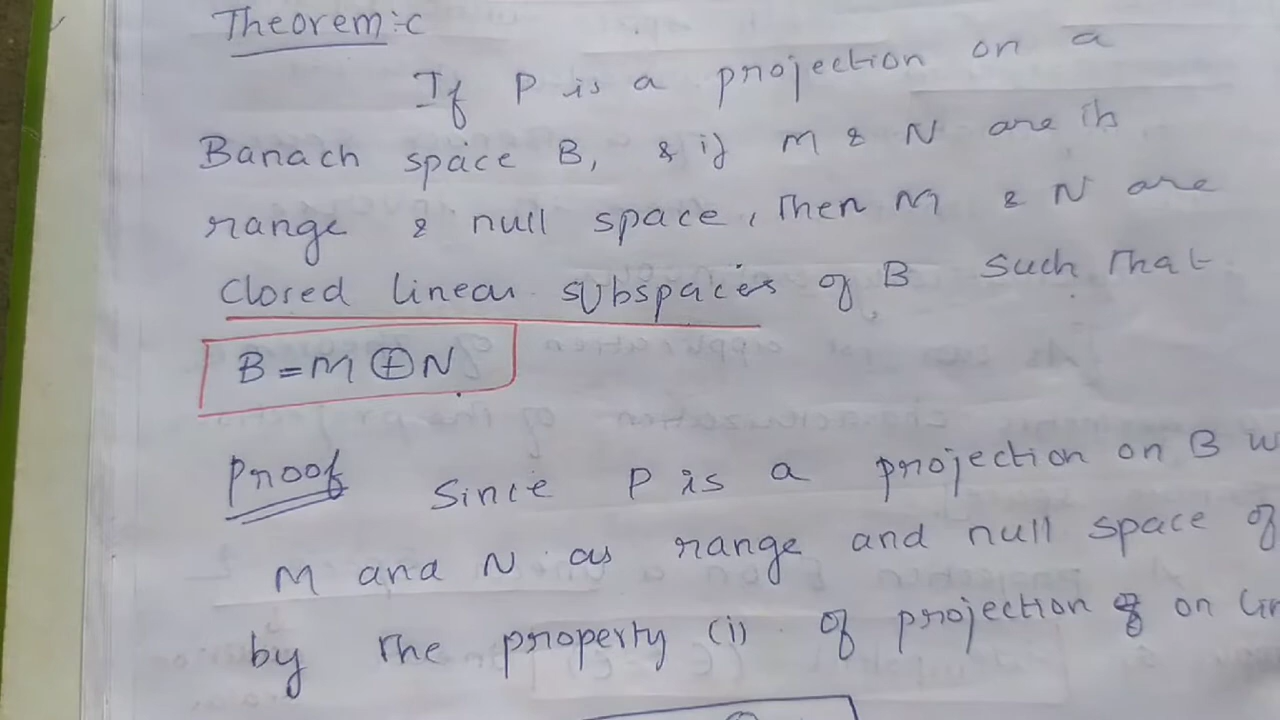 Theorem:-
If P is a projection on a
Banach space B, & if M & N are its
range & null space, Then M & N are
closed linear subspaces of B such That
B = M ⊕ N
Proof Since P is a projection on B
M and N as range and null space of
by the property (i) of projection on